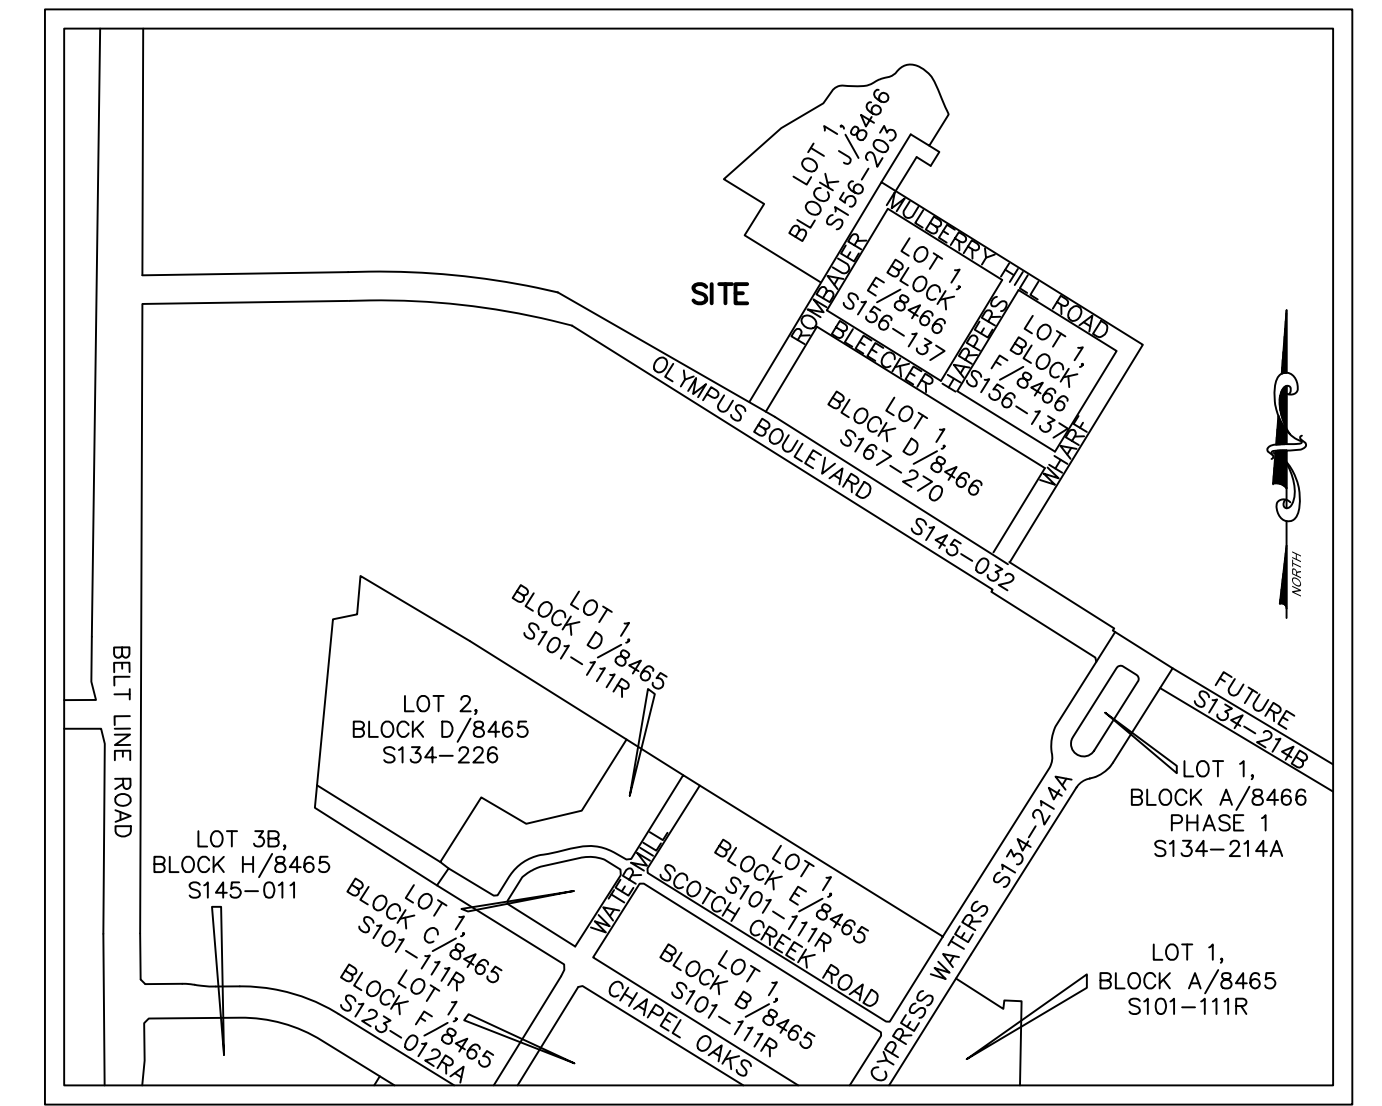 LOT 1,
BLOCK J/8466
S156-203
MULBERRY HILL ROAD
ROMBAUER
LOT 1,
BLOCK
E/8466
S156-137
SITE
HARPERS
LOT 1,
BLOCK
F/8466
S156-137
BLEECKER
WHARF
LOT 1,
BLOCK D/8466
S167-270
OLYMPUS BOULEVARD S145-032
NORTH
LOT 1,
BLOCK D/8465
S101-111R
BELT LINE ROAD
LOT 2,
BLOCK D/8465
S134-226
FUTURE
S134-214B
LOT 1,
BLOCK A/8466
PHASE 1
S134-214A
CYPRESS WATERS S134-214A
LOT 3B,
BLOCK H/8465
S145-011
WATERMILL
LOT 1,
BLOCK E/8465
S101-111R
SCOTCH CREEK ROAD
LOT 1,
BLOCK C/8465
S101-111R
LOT 1,
BLOCK F/8465
S123-012RA
LOT 1,
BLOCK B/8465
S101-111R
CHAPEL OAKS
LOT 1,
BLOCK A/8465
S101-111R